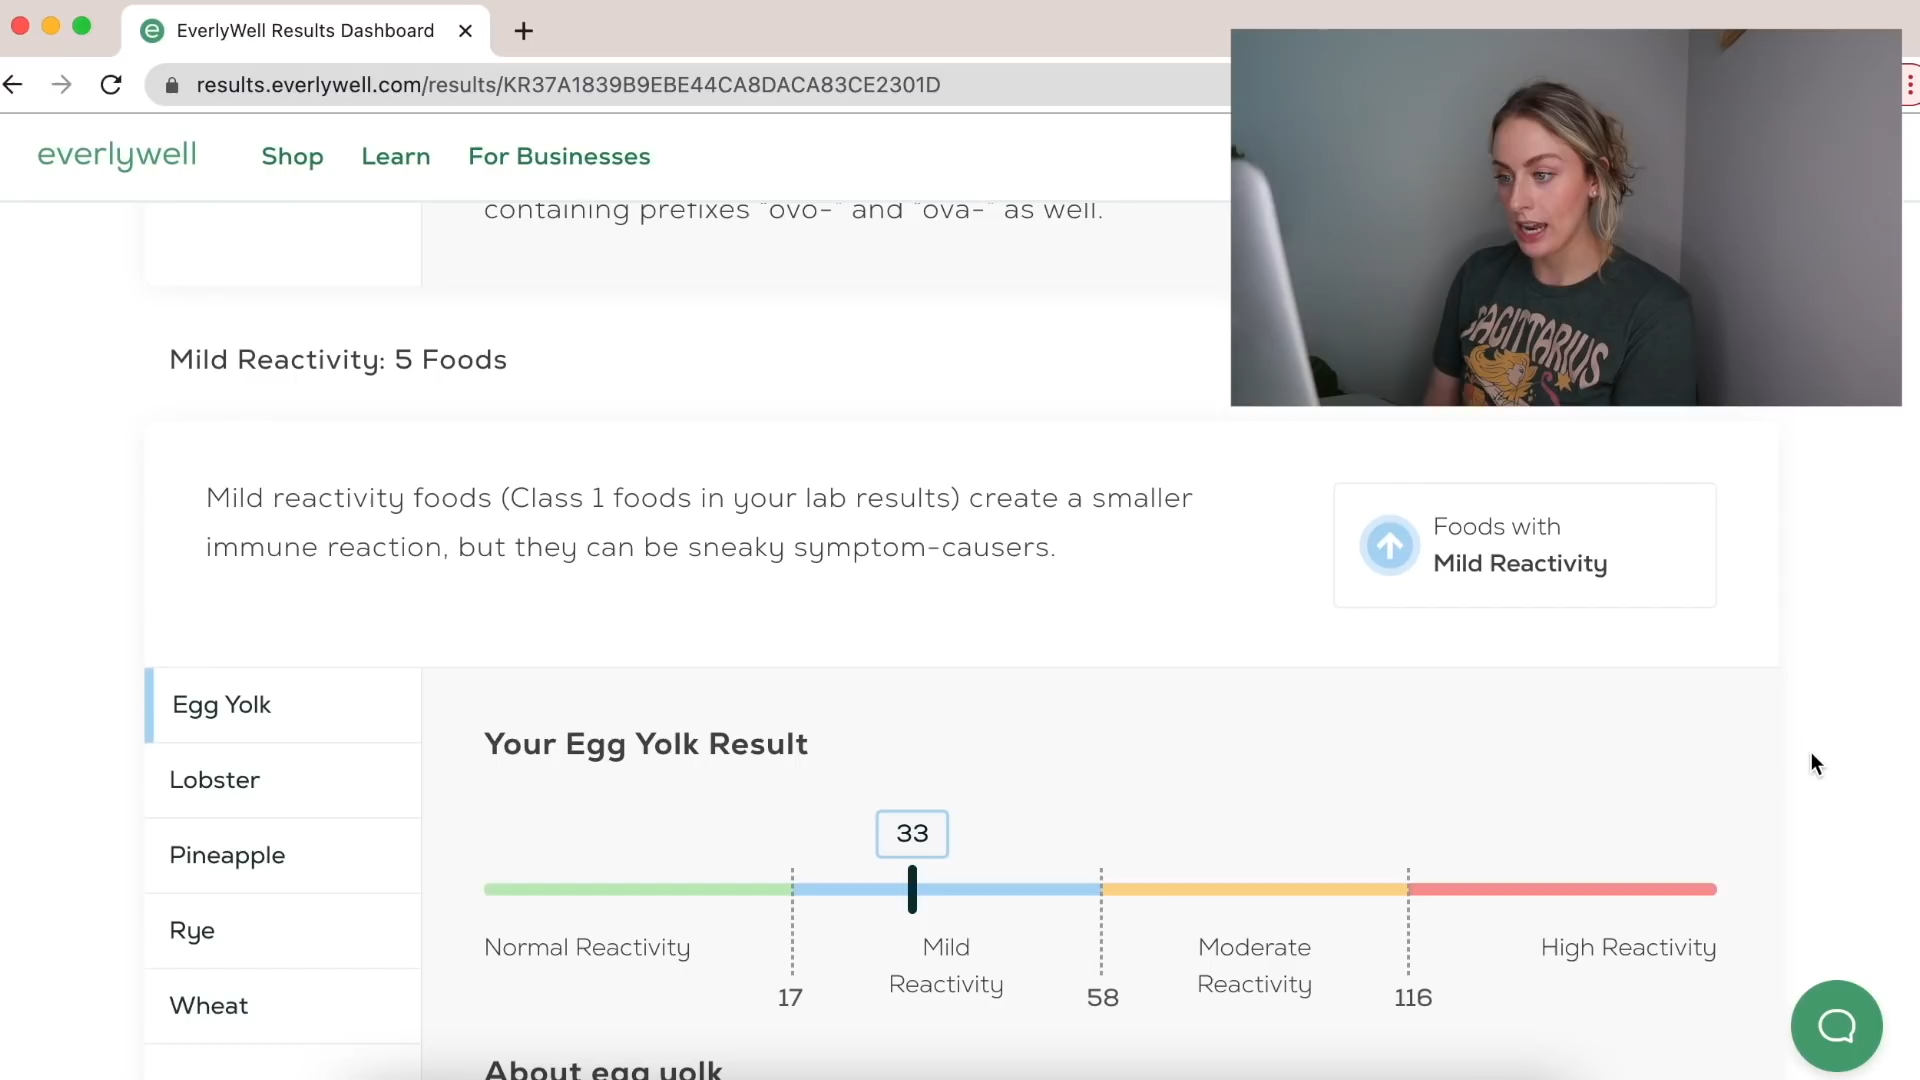 EverlyWell Results Dashboard
results.everlywell.com/results/KR37A1839B9EBE44CA8DACA83CE2301D
everlywell
Shop
Learn
For Businesses
containing prefixes "ovo-" and "ova-" as well.
SAGITTARIUS
Mild Reactivity: 5 Foods
Mild reactivity foods (Class 1 foods in your lab results) create a smaller
immune reaction, but they can be sneaky symptom-causers.
Foods with
Mild Reactivity
Egg Yolk
Lobster
Pineapple
Rye
Wheat
Your Egg Yolk Result
33
Normal Reactivity
Mild
Reactivity
Moderate
Reactivity
High Reactivity
17
58
116
About egg yolk